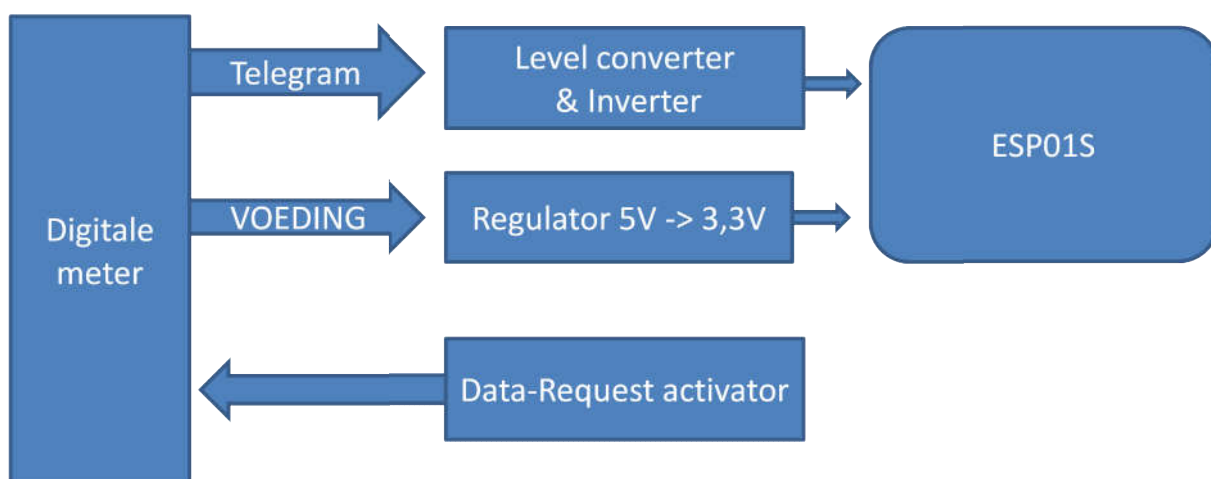 Digitale
meter
Telegram
Level converter
& Inverter
ESP01S
VOEDING
Regulator 5V -> 3,3V
Data-Request activator